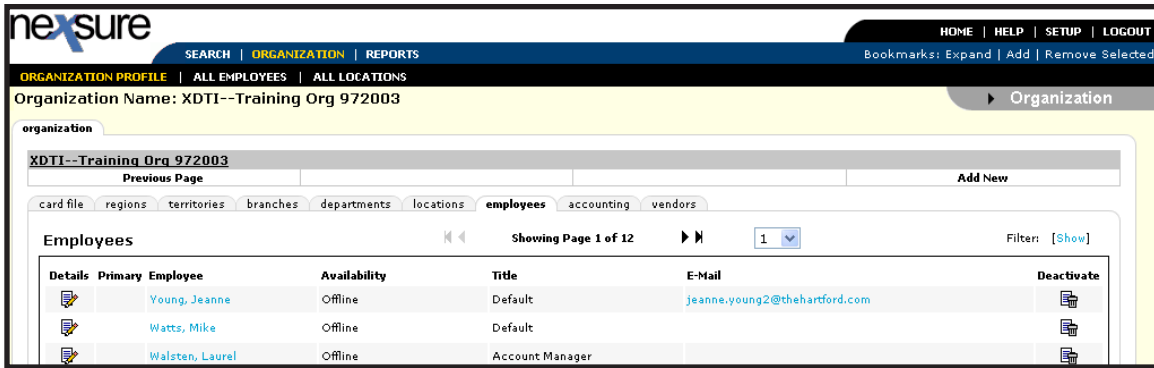 nexsure
HOME | HELP | SETUP | LOGOUT
SEARCH | ORGANIZATION | REPORTS
Bookmarks: Expand | Add | Remove Selected
ORGANIZATION PROFILE | ALL EMPLOYEES | ALL LOCATIONS
Organization Name: XDTI--Training Org 972003
Organization
organization
XDTI--Training Org 972003
Previous Page Add New
card file regions territories branches departments locations employees accounting vendors
Employees Showing Page 1 of 12 1 Filter: [Show]
Details Primary Employee Availability Title E-Mail Deactivate
Young, Jeanne Offline Default jeanne.young2@thehartford.com
Watts, Mike Offline Default
Walsten, Laurel Offline Account Manager